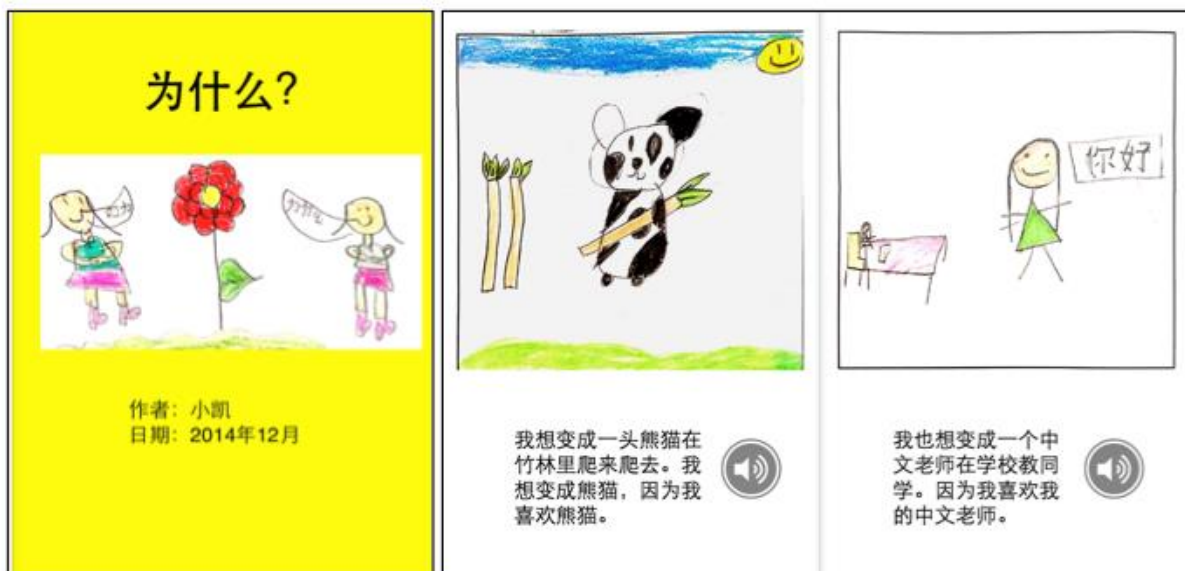 为什么？
为什么
作者：小凯
日期：2014年12月
我想变成一头熊猫在
竹林里爬来爬去。我
想变成熊猫，因为我
喜欢熊猫。
你好
我也想变成一个中
文老师在学校教同
学。因为我喜欢我
的中文老师。